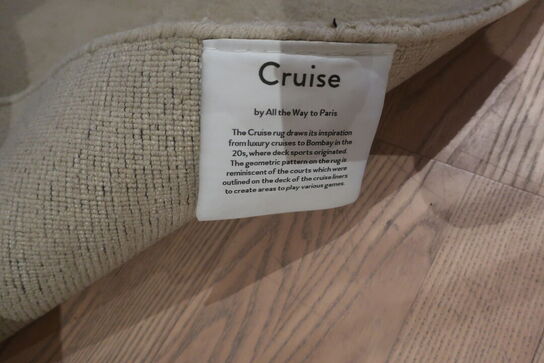 Cruise
by All the Way to Paris
The Cruise rug draws its inspiration
from luxury cruises to Bombay in the
20s, where deck sports originated.
The geometric pattern on the rug is
reminiscent of the courts which were
outlined on the deck of the cruise liners
to create areas to play various games.